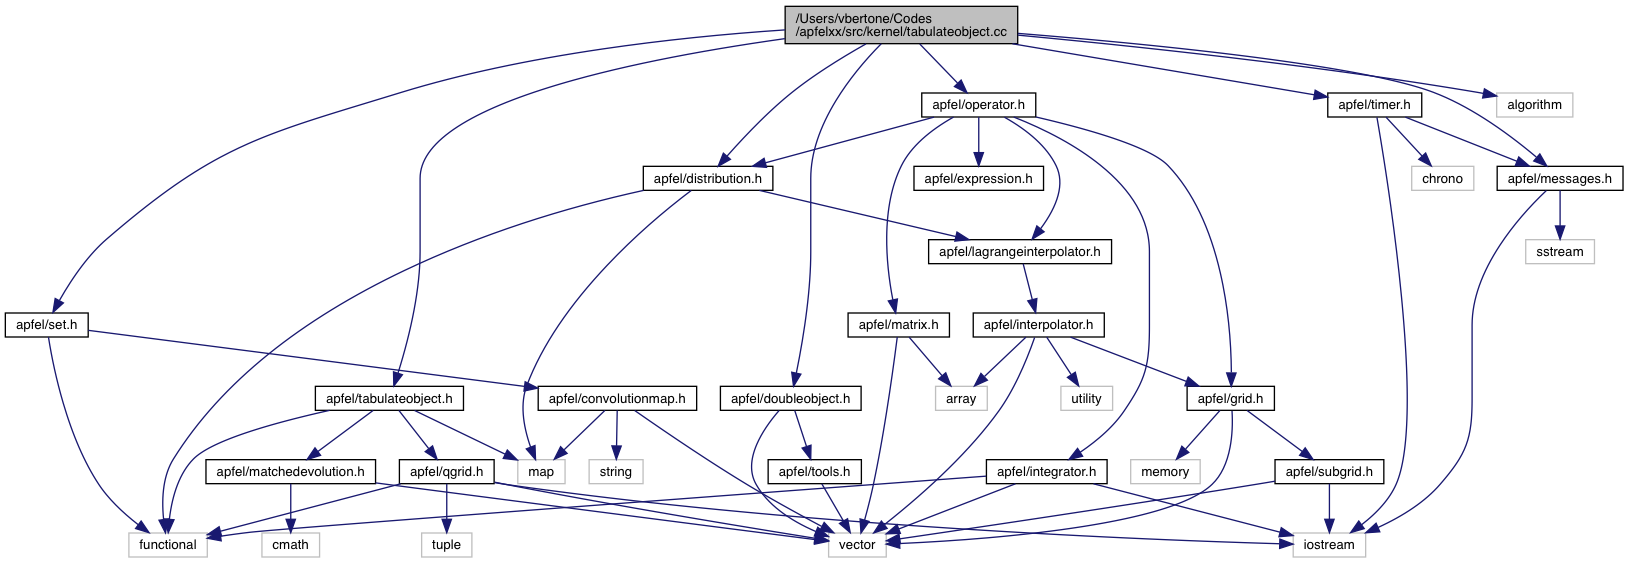 /Users/vbertone/Codes
/apfelxx/src/kernel/tabulateobject.cc
apfel/operator.h
apfel/timer.h
algorithm
apfel/distribution.h
apfel/expression.h
chrono
apfel/messages.h
apfel/lagrangeinterpolator.h
sstream
apfel/set.h
apfel/matrix.h
apfel/interpolator.h
apfel/tabulateobject.h
apfel/convolutionmap.h
apfel/doubleobject.h
array
utility
apfel/grid.h
apfel/matchedevolution.h
apfel/qgrid.h
map
string
apfel/tools.h
apfel/integrator.h
memory
apfel/subgrid.h
functional
cmath
tuple
vector
iostream